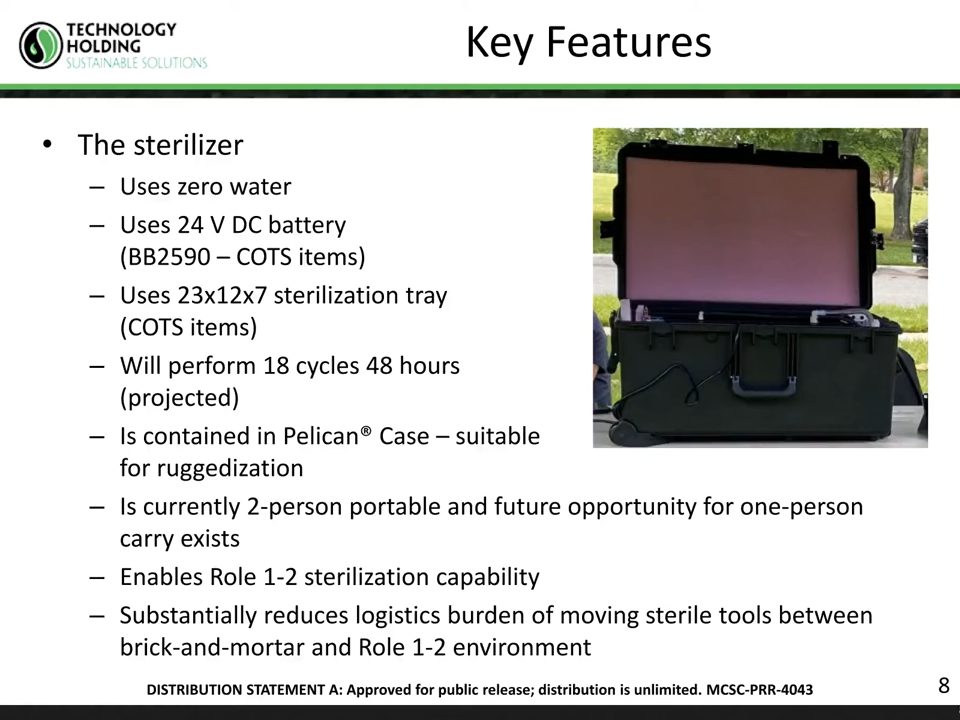 TECHNOLOGY
HOLDING
SUSTAINABLE SOLUTIONS
Key Features
• The sterilizer
– Uses zero water
– Uses 24 V DC battery
(BB2590 – COTS items)
– Uses 23x12x7 sterilization tray
(COTS items)
– Will perform 18 cycles 48 hours
(projected)
– Is contained in Pelican® Case – suitable
for ruggedization
– Is currently 2-person portable and future opportunity for one-person
carry exists
– Enables Role 1-2 sterilization capability
– Substantially reduces logistics burden of moving sterile tools between
brick-and-mortar and Role 1-2 environment
DISTRIBUTION STATEMENT A: Approved for public release; distribution is unlimited. MCSC-PRR-4043
8